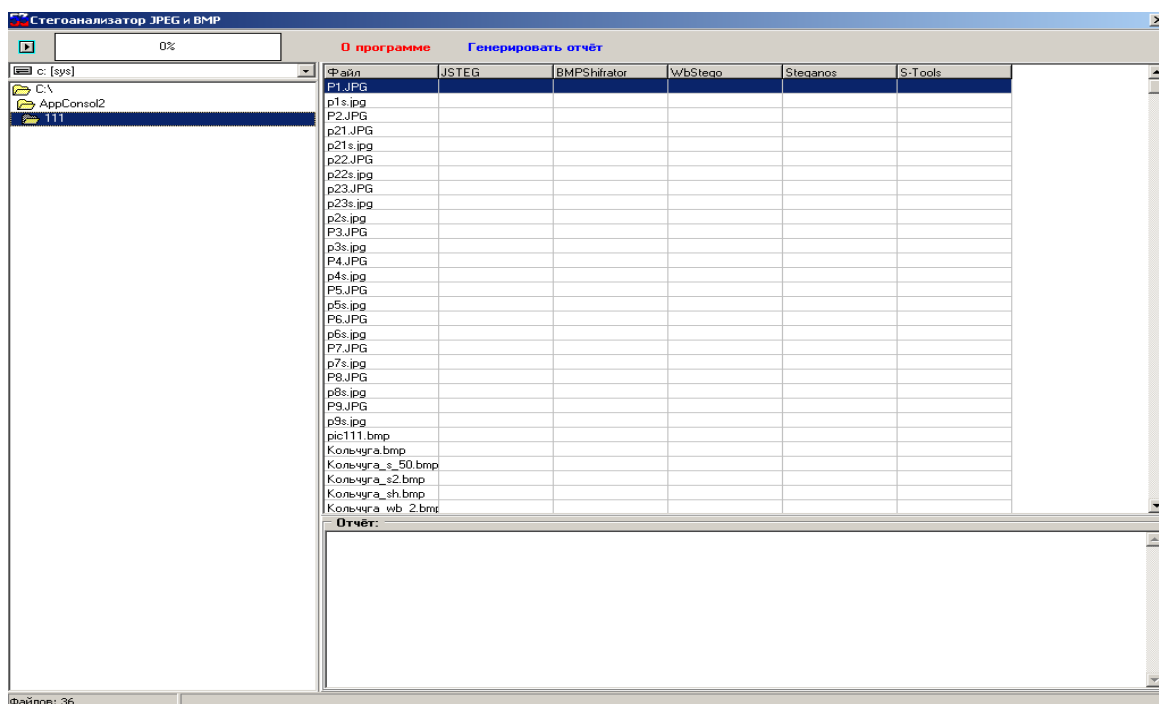 Стегоанализатор JPEG и BMP
0%
О программе
Генерировать отчёт
c: [sys]
C:\
AppConsol2
111
Файл JSTEG BMPShifrator WbStego Steganos S-Tools
P1.JPG
p1s.jpg
P2.JPG
p21.JPG
p21s.jpg
p22.JPG
p22s.jpg
p23.JPG
p23s.jpg
p2s.jpg
P3.JPG
p3s.jpg
P4.JPG
p4s.jpg
P5.JPG
p5s.jpg
P6.JPG
p6s.jpg
P7.JPG
p7s.jpg
P8.JPG
p8s.jpg
P9.JPG
p9s.jpg
pic111.bmp
Кольчуга.bmp
Кольчуга_s_50.bmp
Кольчуга_s2.bmp
Кольчуга_sh.bmp
Кольчуга_wb_2.bmp
Отчёт:
Файлов: 36